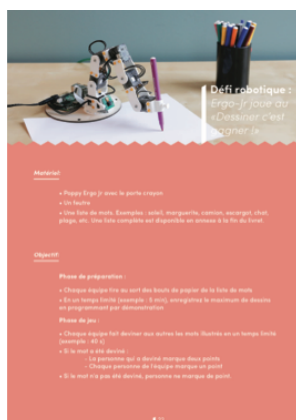 Défi robotique :
Ergo-jr joue au
«Dessiner c'est
gagner !»
Matériel:
• Poppy Ergo jr avec le porte crayon
• Un feutre
• Une liste de mots. Exemples : soleil, marguerite, camion, escargot, chat,
plage, etc. Une liste complète est disponible en annexe à la fin du livret.
Objectif:
Phase de préparation :
• Chaque équipe tire au sort des bouts de papier de la liste de mots
• En un temps limité (exemple : 5 min), enregistrez le maximum de dessins
en programmant par démonstration
Phase de jeu :
• Chaque équipe fait deviner aux autres les mots illustrés en un temps limité
(exemple : 40 s)
• Si le mot a été deviné :
- La personne qui a deviné marque deux points
- Chaque personne de l'équipe marque un point
• Si le mot n'a pas été deviné, personne ne marque de point.